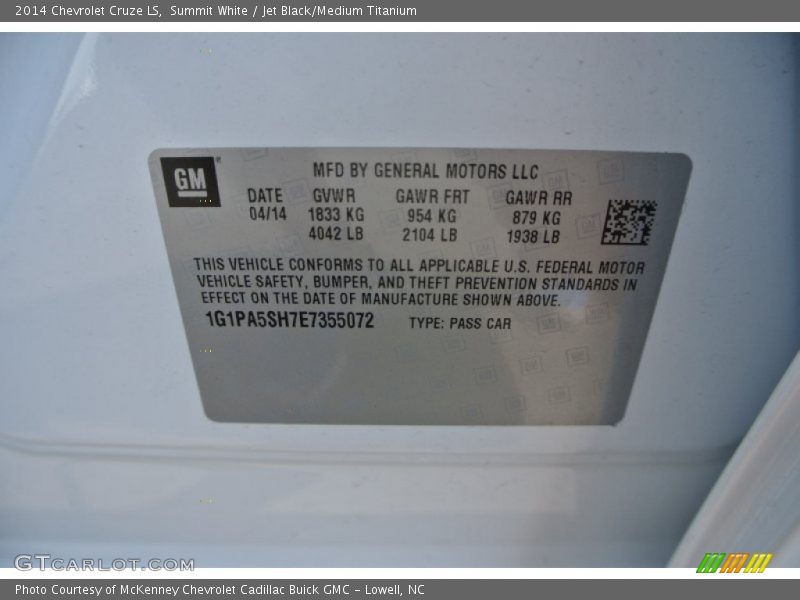 2014 Chevrolet Cruze LS,  Summit White / Jet Black/Medium Titanium
GM
MFD BY GENERAL MOTORS LLC
DATE GVWR GAWR FRT GAWR RR
04/14 1833 KG 954 KG 879 KG
4042 LB 2104 LB 1938 LB
THIS VEHICLE CONFORMS TO ALL APPLICABLE U.S. FEDERAL MOTOR
VEHICLE SAFETY, BUMPER, AND THEFT PREVENTION STANDARDS IN
EFFECT ON THE DATE OF MANUFACTURE SHOWN ABOVE.
1G1PA5SH7E7355072 TYPE: PASS CAR
GTCARLOT.COM
Photo Courtesy of McKenney Chevrolet Cadillac Buick GMC – Lowell, NC